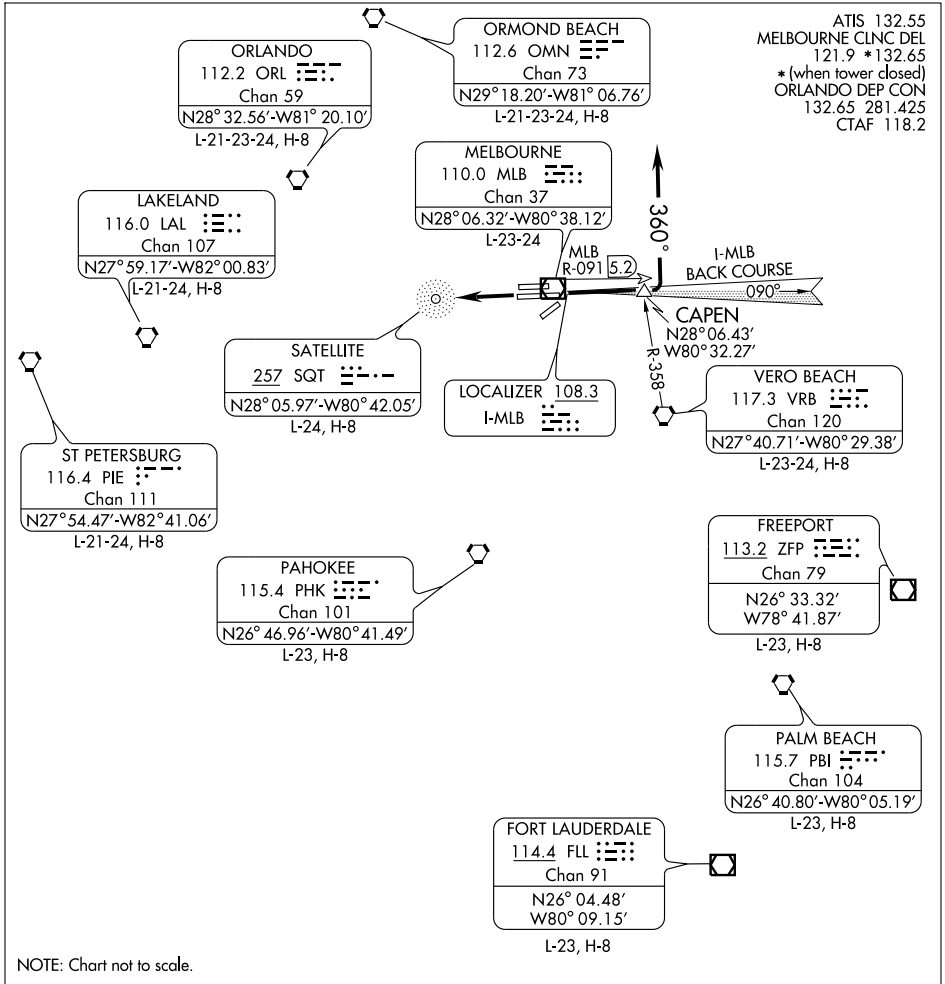 ORLANDO
112.2 ORL
Chan 59
N28° 32.56′-W81° 20.10′
L-21-23-24, H-8
ORMOND BEACH
112.6 OMN
Chan 73
N29° 18.20′-W81° 06.76′
L-21-23-24, H-8
ATIS 132.55
MELBOURNE CLNC DEL
121.9 *132.65
* (when tower closed)
ORLANDO DEP CON
132.65 281.425
CTAF 118.2
MELBOURNE
110.0 MLB
Chan 37
N28° 06.32′-W80° 38.12′
L-23-24
LAKELAND
116.0 LAL
Chan 107
N27° 59.17′-W82° 00.83′
L-21-24, H-8
360°
MLB
R-091 5.2
I-MLB
BACK COURSE
090°
CAPEN
N28° 06.43′
W80° 32.27′
R-358
SATELLITE
257 SQT
N28° 05.97′-W80° 42.05′
L-24, H-8
LOCALIZER 108.3
I-MLB
VERO BEACH
117.3 VRB
Chan 120
N27° 40.71′-W80° 29.38′
L-23-24, H-8
ST PETERSBURG
116.4 PIE
Chan 111
N27° 54.47′-W82° 41.06′
L-21-24, H-8
PAHOKEE
115.4 PHK
Chan 101
N26° 46.96′-W80° 41.49′
L-23, H-8
FREEPORT
113.2 ZFP
Chan 79
N26° 33.32′
W78° 41.87′
L-23, H-8
PALM BEACH
115.7 PBI
Chan 104
N26° 40.80′-W80° 05.19′
L-23, H-8
FORT LAUDERDALE
114.4 FLL
Chan 91
N26° 04.48′
W80° 09.15′
L-23, H-8
NOTE: Chart not to scale.